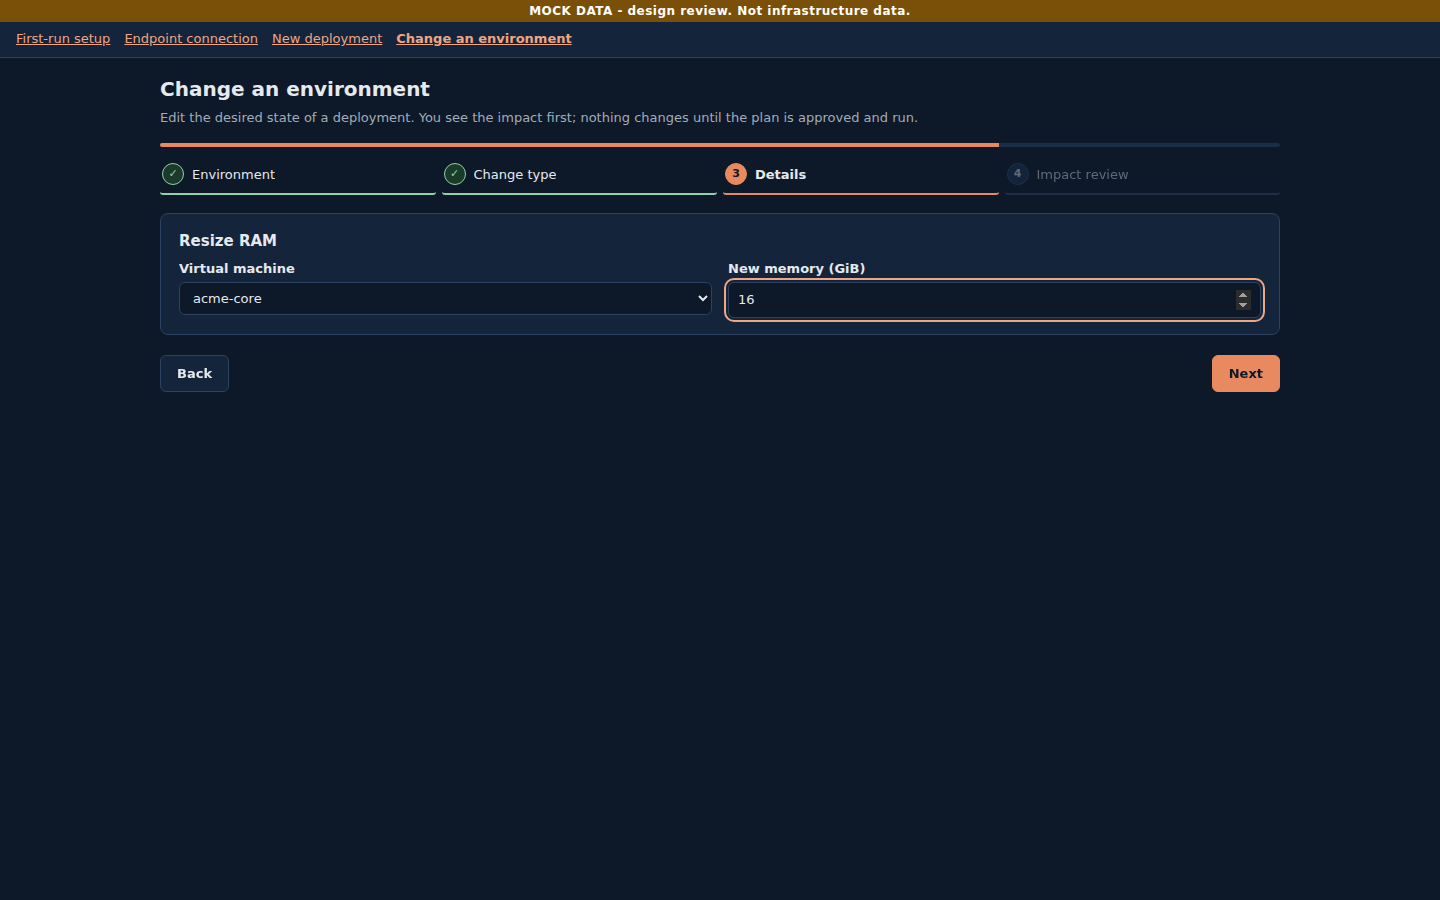 MOCK DATA - design review. Not infrastructure data.
First-run setup Endpoint connection New deployment Change an environment
Change an environment
Edit the desired state of a deployment. You see the impact first; nothing changes until the plan is approved and run.
✓ Environment ✓ Change type 3 Details 4 Impact review
Resize RAM
Virtual machine New memory (GiB)
acme-core 16
Back Next